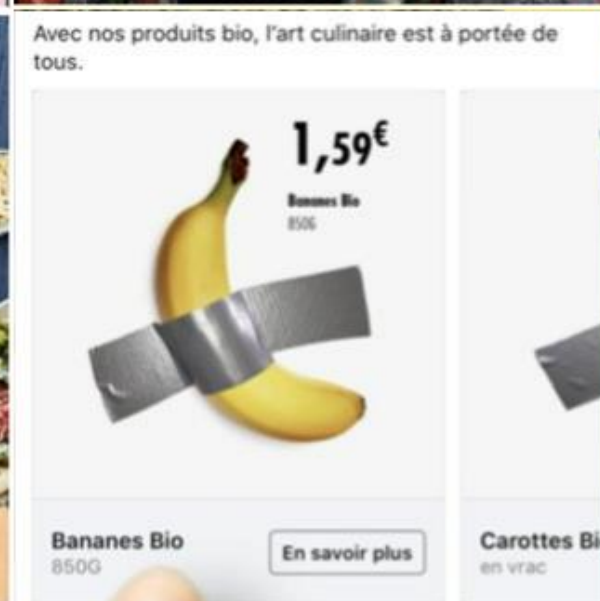 Avec nos produits bio, l'art culinaire est à portée de
tous.
1,59€
Bananes Bio
850G
Bananes Bio
850G
En savoir plus
Carottes Bi
en vrac